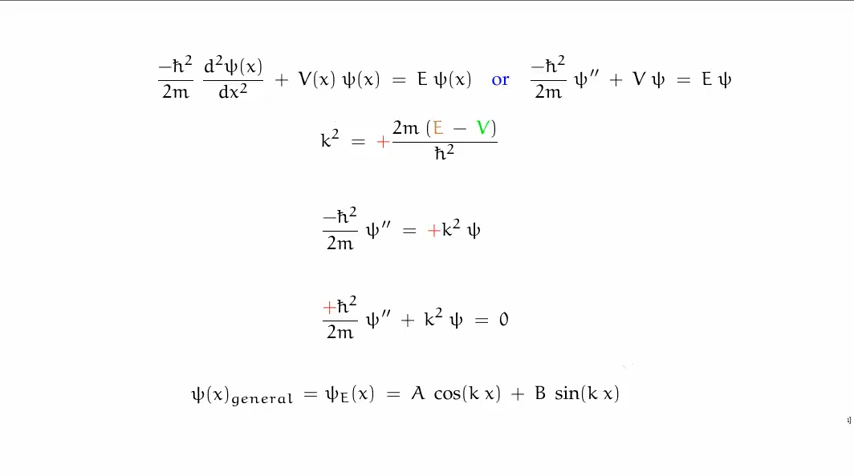 −ħ²/2m d²ψ(x)/dx² + V(x) ψ(x) = E ψ(x) or −ħ²/2m ψ″ + V ψ = E ψ
k² = +2m (E − V)/ħ²
−ħ²/2m ψ″ = +k² ψ
+ħ²/2m ψ″ + k² ψ = 0
ψ(x)general = ψE(x) = A cos(k x) + B sin(k x)